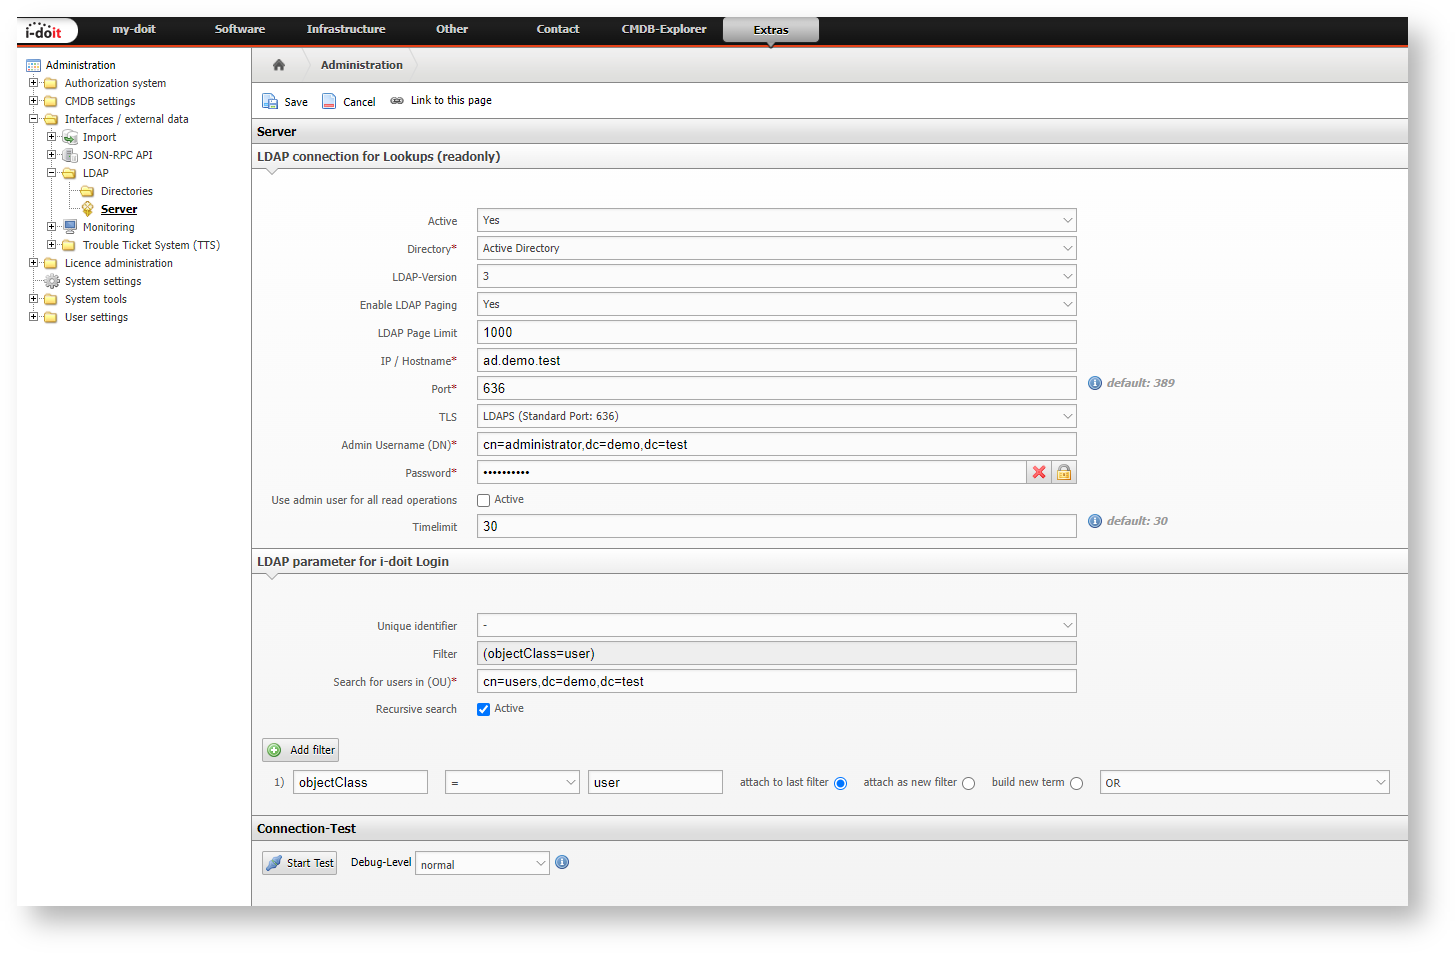 i-doit my-doit Software Infrastructure Other Contact CMDB-Explorer Extras
Administration
Authorization system
CMDB settings
Interfaces / external data
Import
JSON-RPC API
LDAP
Directories
Server
Monitoring
Trouble Ticket System (TTS)
Licence administration
System settings
System tools
User settings
Administration
Save Cancel Link to this page
Server
LDAP connection for Lookups (readonly)
Active Yes
Directory* Active Directory
LDAP-Version 3
Enable LDAP Paging Yes
LDAP Page Limit 1000
IP / Hostname* ad.demo.test
Port* 636 default: 389
TLS LDAPS (Standard Port: 636)
Admin Username (DN)* cn=administrator,dc=demo,dc=test
Password* ••••••••••
Use admin user for all read operations Active
Timelimit 30 default: 30
LDAP parameter for i-doit Login
Unique identifier -
Filter (objectClass=user)
Search for users in (OU)* cn=users,dc=demo,dc=test
Recursive search Active
Add filter
1) objectClass = user attach to last filter attach as new filter build new term OR
Connection-Test
Start Test Debug-Level normal